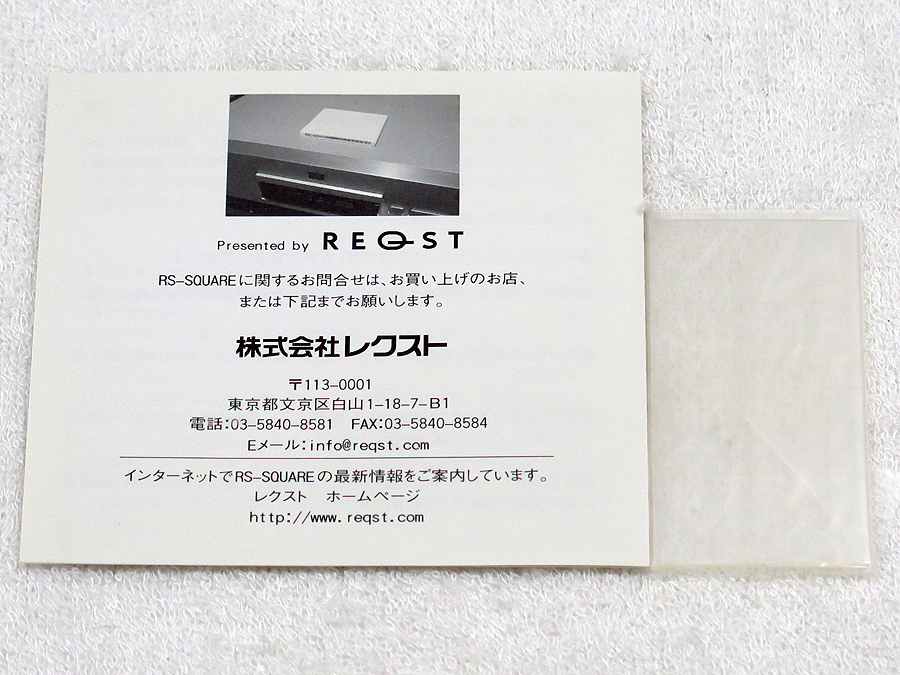 Presented by REQST
RS-SQUAREに関するお問合せは、お買い上げのお店、
または下記までお願いします。
株式会社レクスト
〒113-0001
東京都文京区白山1-18-7-B1
電話:03-5840-8581 FAX:03-5840-8584
Eメール:info@reqst.com
インターネットでRS-SQUAREの最新情報をご案内しています。
レクスト ホームページ
http://www.reqst.com